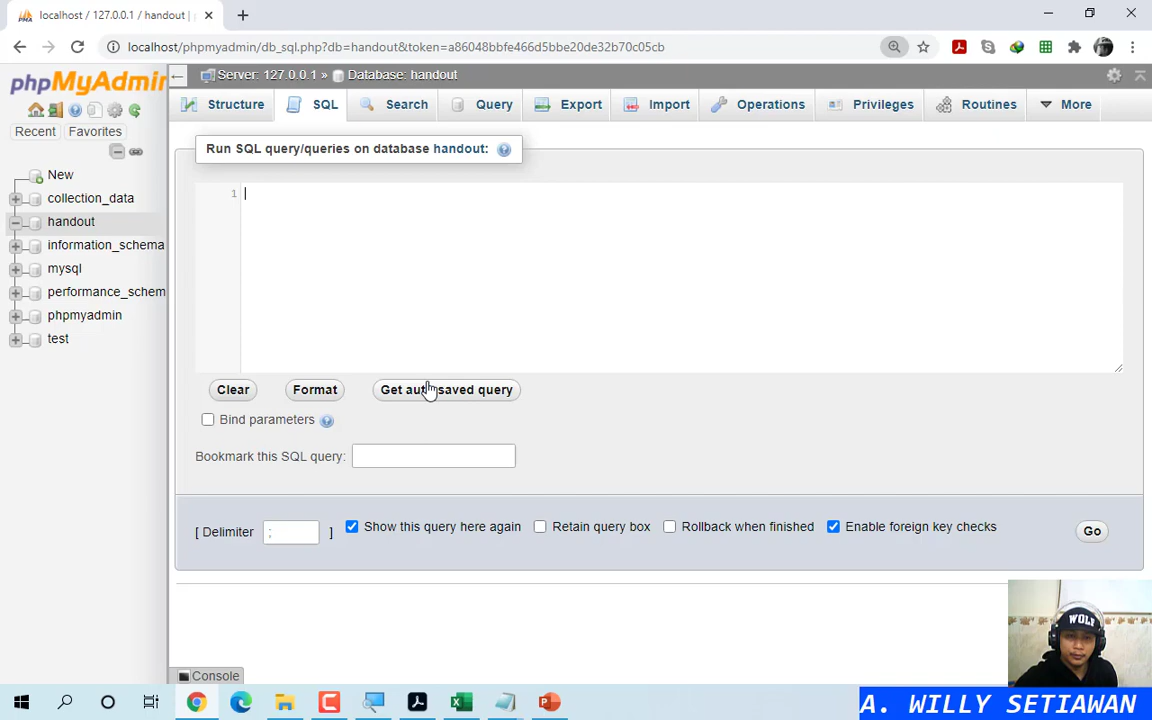 localhost / 127.0.0.1 / handout |
localhost/phpmyadmin/db_sql.php?db=handout&token=a86048bbfe466d5bbe20de32b70c05cb
phpMyAdmin
Server: 127.0.0.1 » Database: handout
Structure SQL Search Query Export Import Operations Privileges Routines More
Recent Favorites
New
collection_data
handout
information_schema
mysql
performance_schem
phpmyadmin
test
Run SQL query/queries on database handout:
1
Clear Format Get auto-saved query
Bind parameters
Bookmark this SQL query:
[ Delimiter ; ] Show this query here again Retain query box Rollback when finished Enable foreign key checks Go
Console
WOLF
A. WILLY SETIAWAN